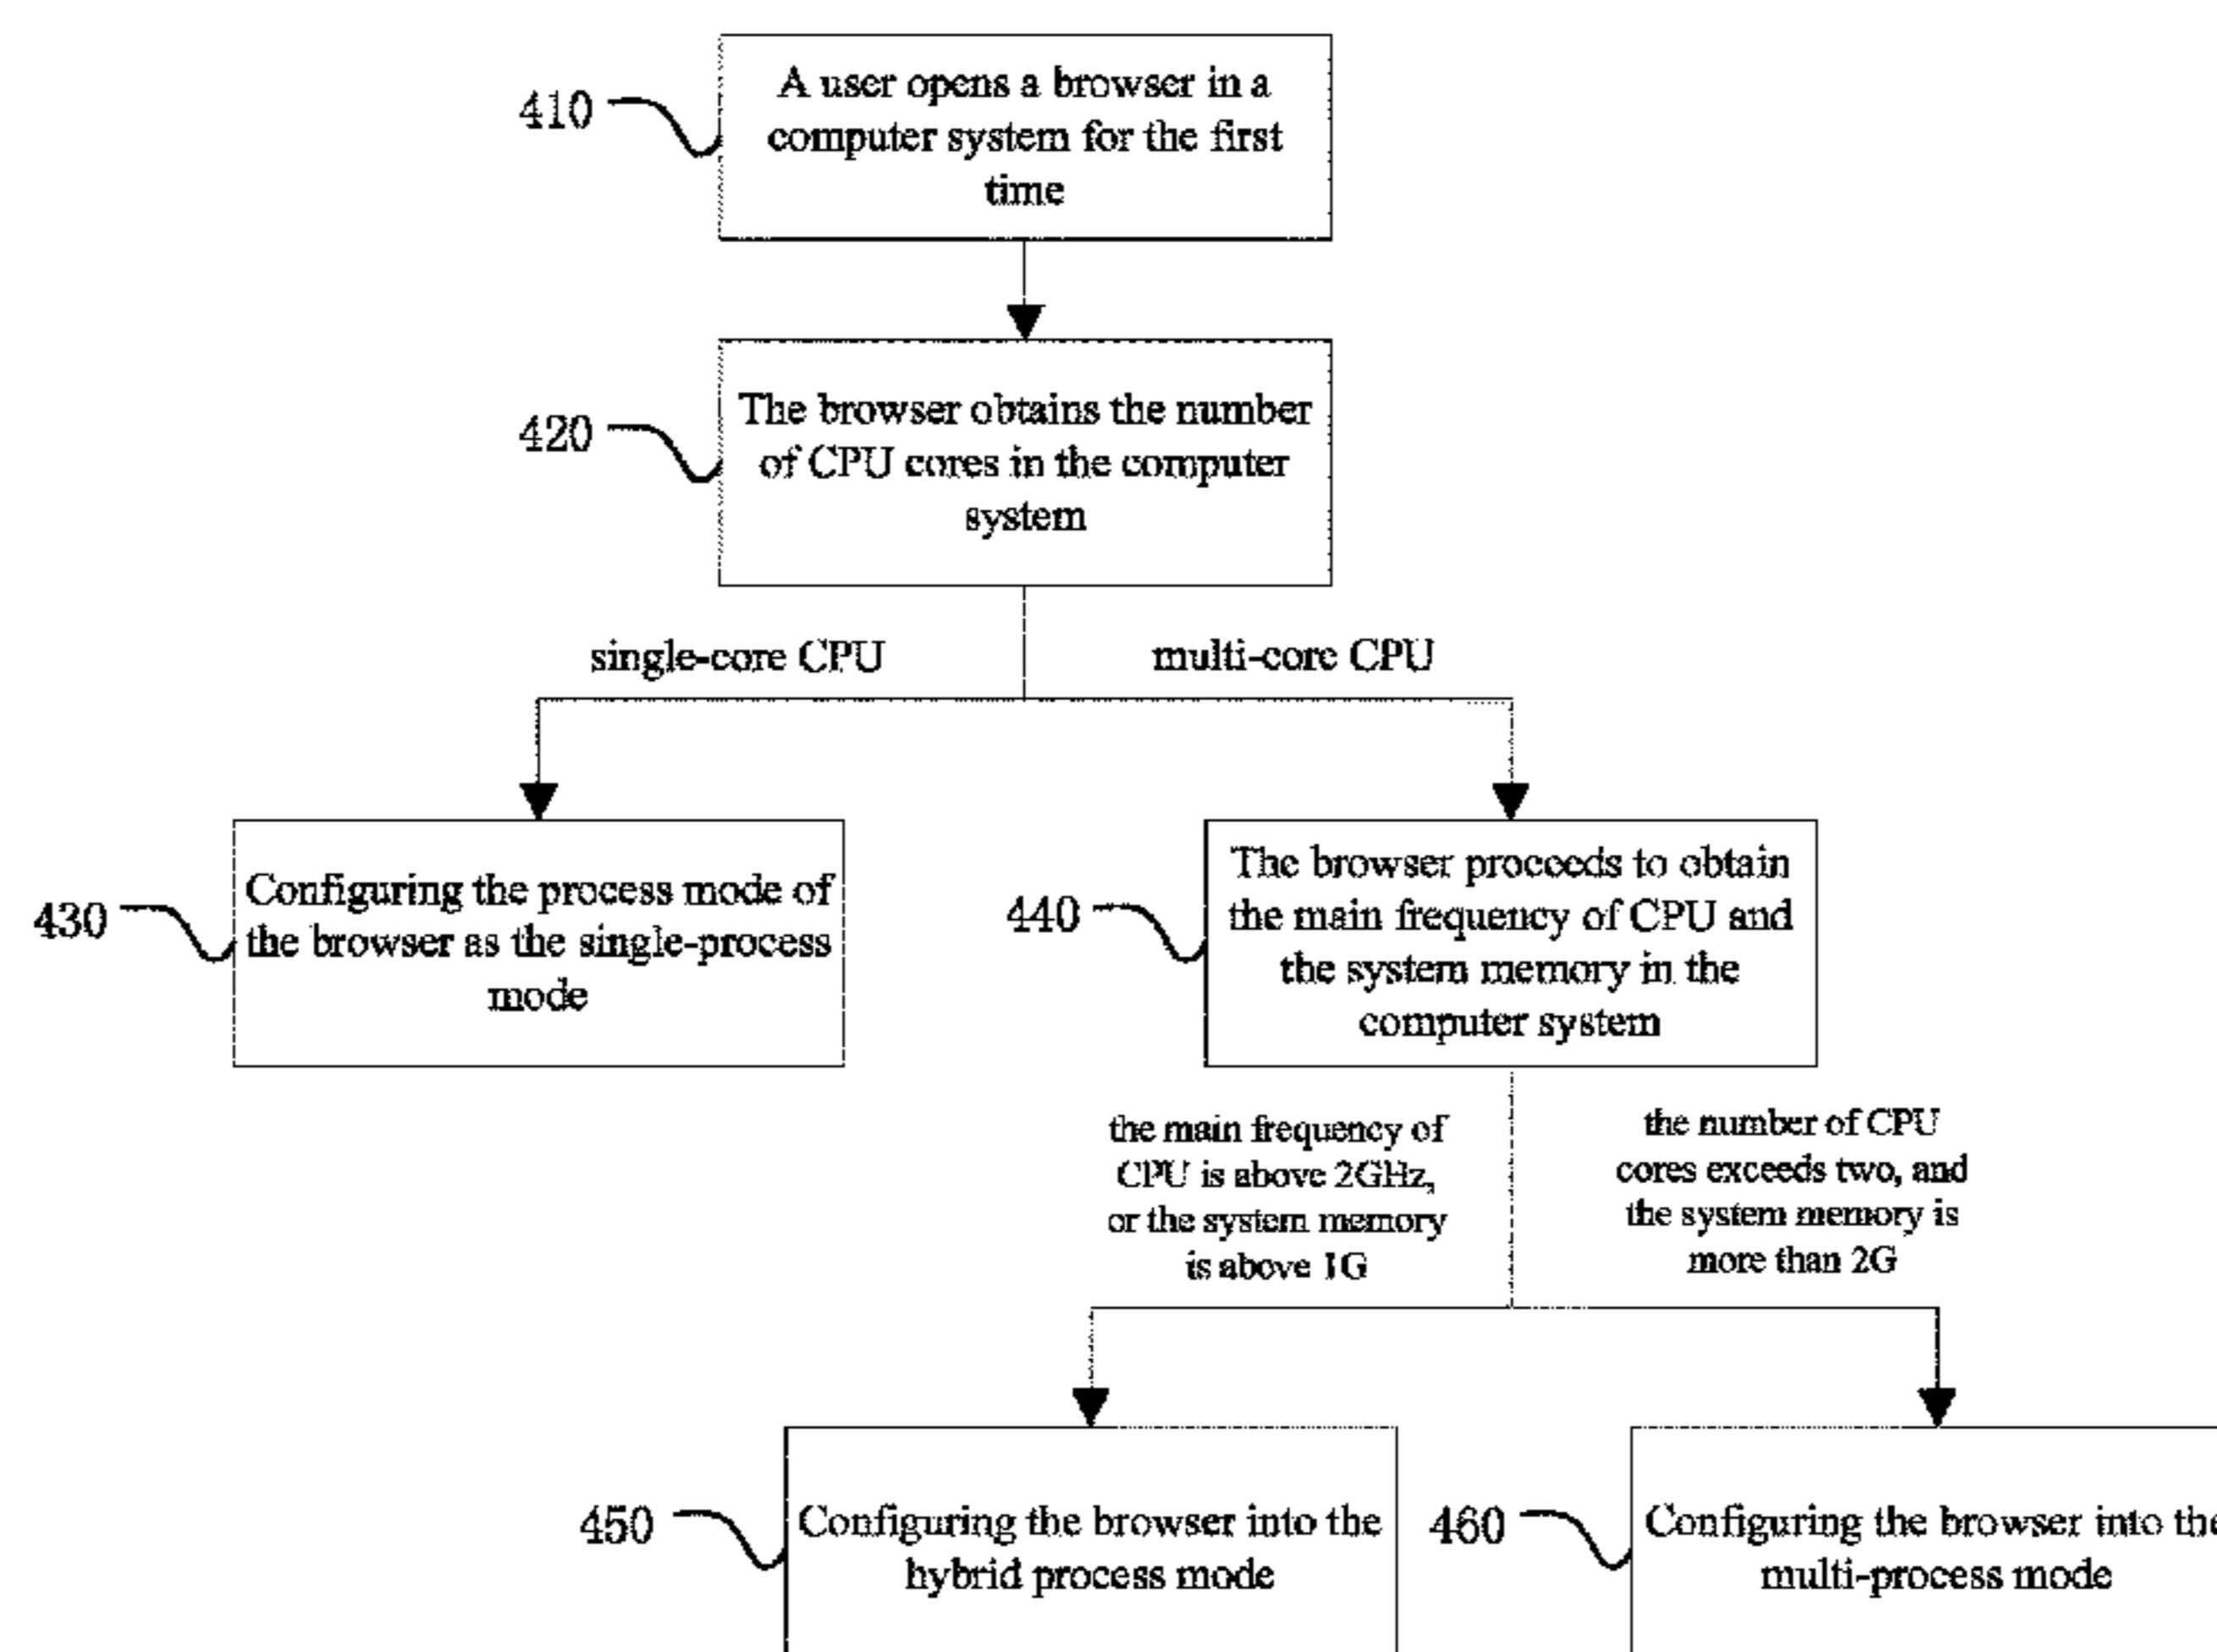 A user opens a browser in a
computer system for the first
time
410
The browser obtains the number
of CPU cores in the computer
system
420
single-core CPU
multi-core CPU
Configuring the process mode of
the browser as the single-process
mode
430
The browser proceeds to obtain
the main frequency of CPU and
the system memory in the
computer system
440
the main frequency of
CPU is above 2GHz,
or the system memory
is above 1G
the number of CPU
cores exceeds two, and
the system memory is
more than 2G
450
Configuring the browser into the
hybrid process mode
460
Configuring the browser into the
multi-process mode